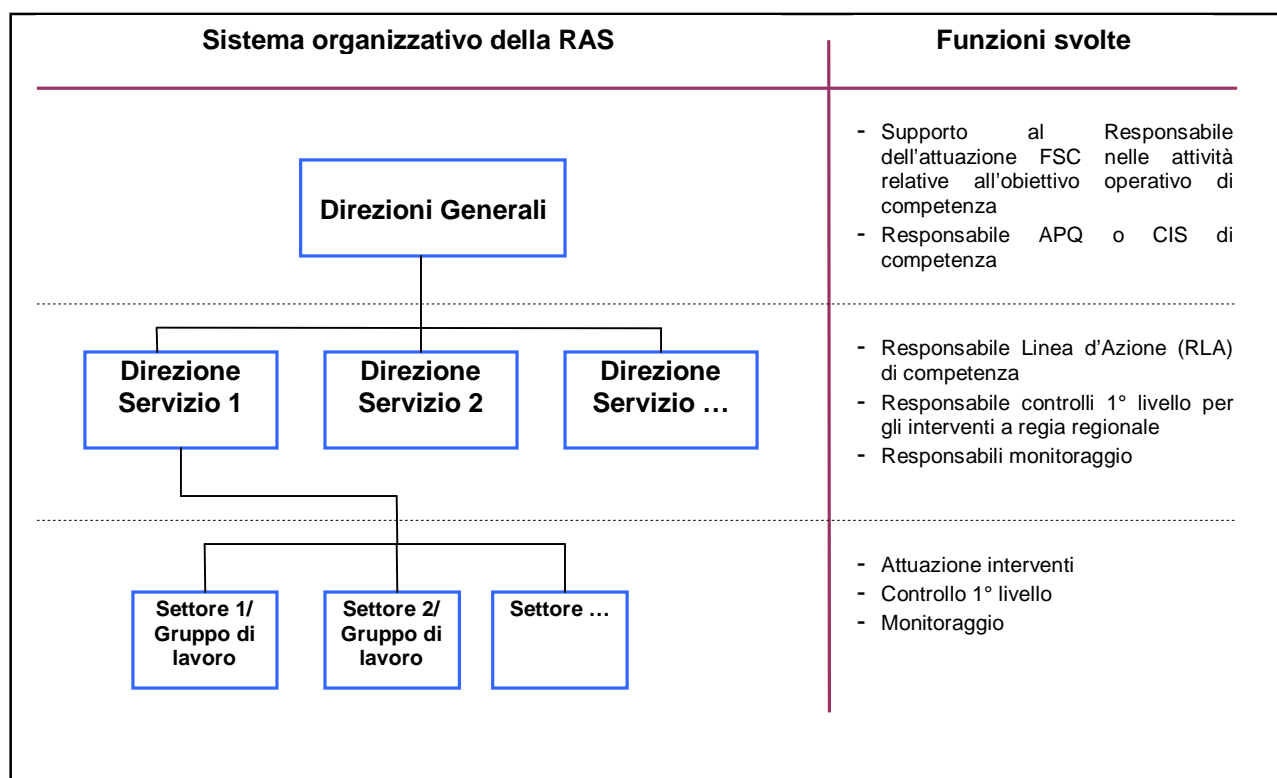 Sistema organizzativo della RAS
Funzioni svolte
Direzioni Generali
- Supporto al Responsabile
dell'attuazione FSC nelle attività
relative all'obiettivo operativo di
competenza
- Responsabile APQ o CIS di
competenza
Direzione
Servizio 1
Direzione
Servizio 2
Direzione
Servizio …
- Responsabile Linea d'Azione (RLA)
di competenza
- Responsabile controlli 1° livello per
gli interventi a regia regionale
- Responsabili monitoraggio
Settore 1/
Gruppo di
lavoro
Settore 2/
Gruppo di
lavoro
Settore …
- Attuazione interventi
- Controllo 1° livello
- Monitoraggio